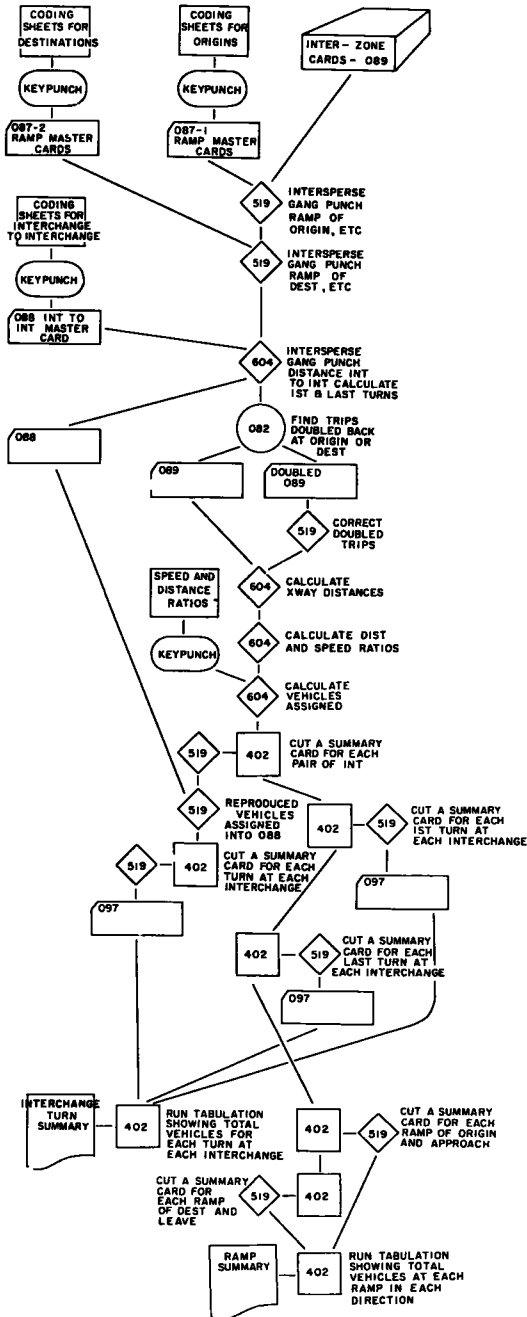 CODING
SHEETS FOR
DESTINATIONS
CODING
SHEETS FOR
ORIGINS
INTER - ZONE
CARDS - 089
KEYPUNCH
KEYPUNCH
087-2
RAMP MASTER
CARDS
087-1
RAMP MASTER
CARDS
519
INTERSPERSE
GANG PUNCH
RAMP OF
ORIGIN, ETC
CODING
SHEETS FOR
INTERCHANGE
TO INTERCHANGE
519
INTERSPERSE
GANG PUNCH
RAMP OF
DEST, ETC
KEYPUNCH
088 INT TO
INT MASTER
CARD
604
INTERSPERSE
GANG PUNCH
DISTANCE INT
TO INT CALCULATE
IST & LAST TURNS
082
FIND TRIPS
DOUBLED BACK
AT ORIGIN OR
DEST
088
089
DOUBLED
089
519
CORRECT
DOUBLED
TRIPS
SPEED AND
DISTANCE
RATIOS
604
CALCULATE
XWAY DISTANCES
KEYPUNCH
604
CALCULATE DIST
AND SPEED RATIOS
604
CALCULATE
VEHICLES
ASSIGNED
519
402
CUT A SUMMARY
CARD FOR EACH
PAIR OF INT
519
REPRODUCED
VEHICLES
ASSIGNED
INTO 088
402
519
CUT A SUMMARY
CARD FOR EACH
IST TURN AT
EACH INTERCHANGE
519
402
CUT A SUMMARY
CARD FOR EACH
TURN AT EACH
INTERCHANGE
097
097
402
519
CUT A SUMMARY
CARD FOR EACH
LAST TURN AT
EACH INTERCHANGE
097
INTERCHANGE
TURN
SUMMARY
402
RUN TABULATION
SHOWING TOTAL
VEHICLES FOR
EACH TURN AT
EACH INTERCHANGE
402
519
CUT A SUMMARY
CARD FOR EACH
RAMP OF ORIGIN
AND APPROACH
CUT A SUMMARY
CARD FOR
EACH RAMP
OF DEST AND
LEAVE
519
402
RAMP
SUMMARY
402
RUN TABULATION
SHOWING TOTAL
VEHICLES AT EACH
RAMP IN EACH
DIRECTION